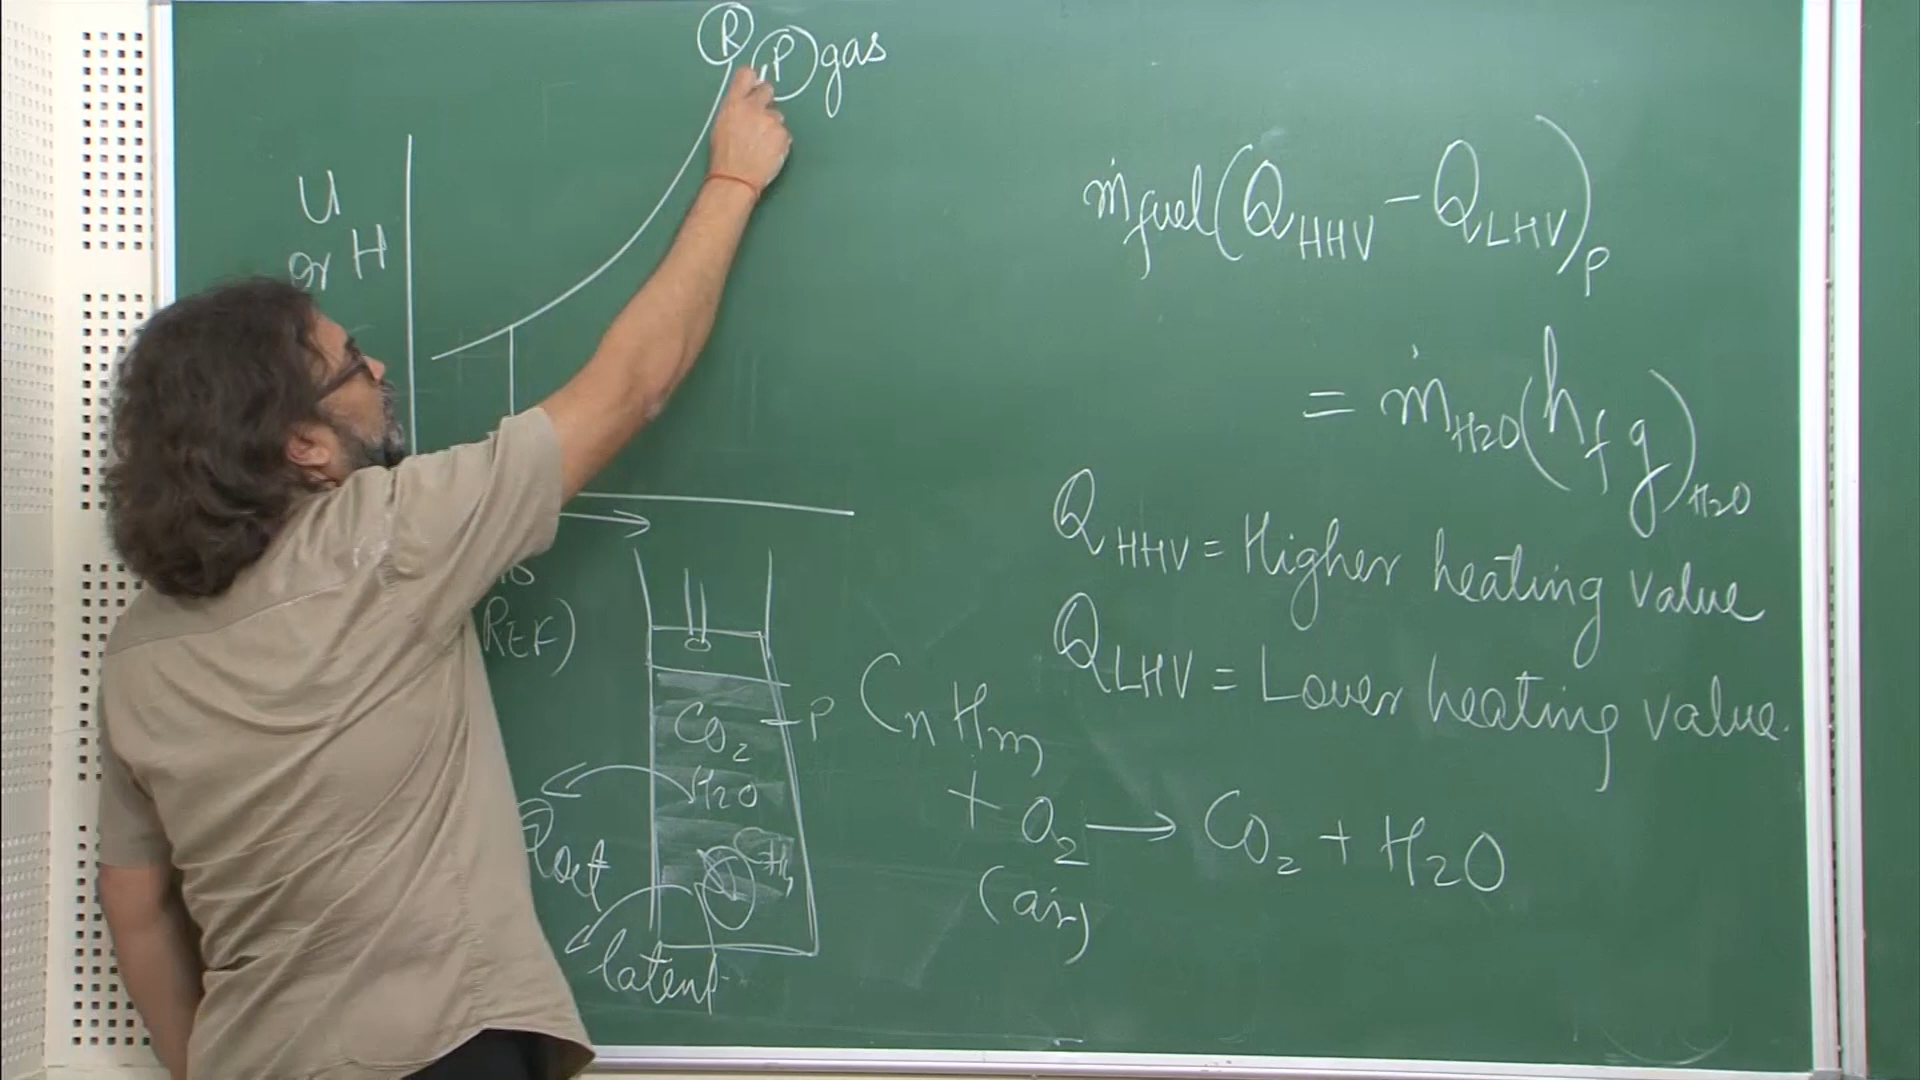 R P gas
U
or H
REF)
ṁfuel(QHHV - QLHV)P
= ṁH2O(hfg)H2O
QHHV = Higher heating value
QLHV = Lower heating value.
CO2 P
H2O
Qout
latent
CnHm
+ O2 → CO2 + H2O
(air)